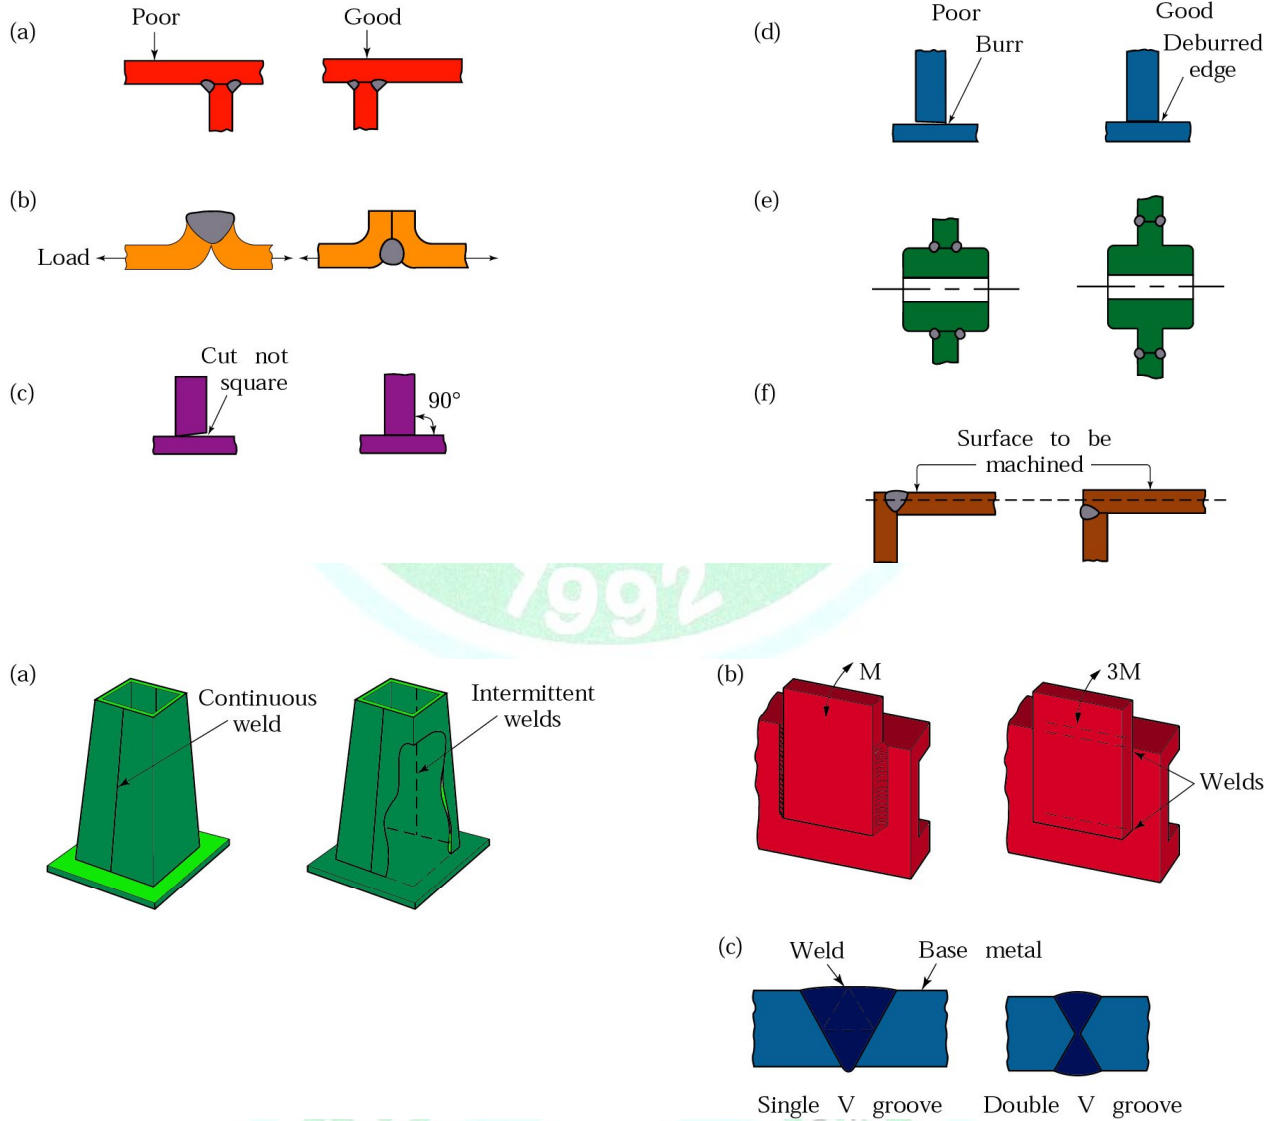 (a)
Poor
Good
(b)
Load
(c)
Cut not
square
90°
(d)
Poor
Good
Burr
Deburred
edge
(e)
(f)
Surface to be
machined
1992
(a)
Continuous
weld
Intermittent
welds
(b)
M
3M
Welds
(c)
Weld
Base metal
Single V groove
Double V groove